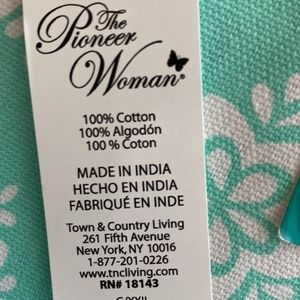 The
Pioneer
Woman®
100% Cotton
100% Algodón
100 % Coton
MADE IN INDIA
HECHO EN INDIA
FABRIQUÉ EN INDE
Town & Country Living
261 Fifth Avenue
New York, NY 10016
1-877-201-0226
www.tncliving.com
RN# 18143